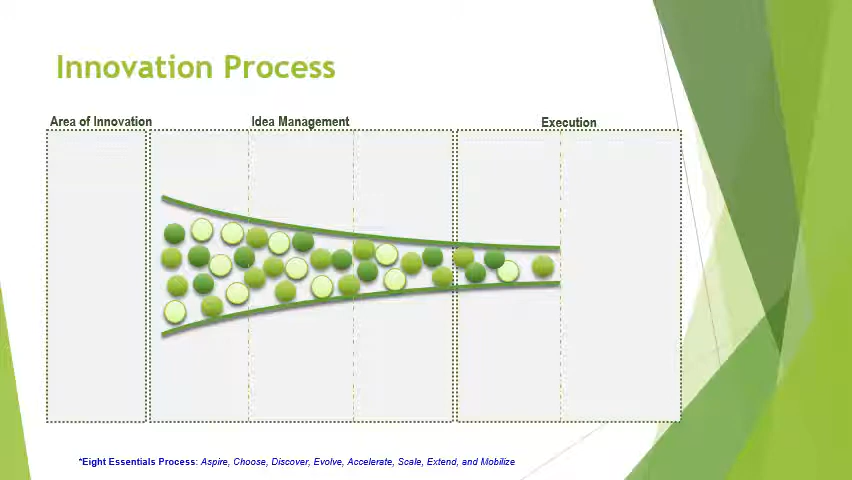 Innovation Process
Area of Innovation
Idea Management
Execution
*Eight Essentials Process: Aspire, Choose, Discover, Evolve, Accelerate, Scale, Extend, and Mobilize